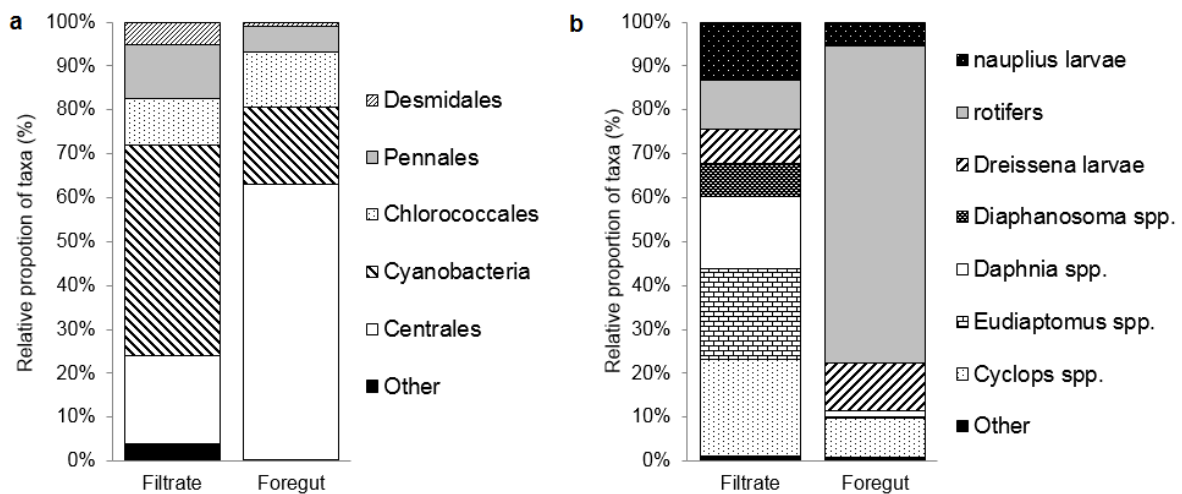 a
Relative propotion of taxa (%)
100%
90%
80%
70%
60%
50%
40%
30%
20%
10%
0%
Filtrate
Foregut
Desmidales
Pennales
Chlorococcales
Cyanobacteria
Centrales
Other
b
Relative proportion of taxa (%)
100%
90%
80%
70%
60%
50%
40%
30%
20%
10%
0%
Filtrate
Foregut
nauplius larvae
rotifers
Dreissena larvae
Diaphanosoma spp.
Daphnia spp.
Eudiaptomus spp.
Cyclops spp.
Other